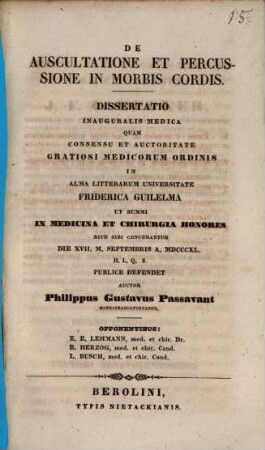 15.
DE
AUSCULTATIONE ET PERCUS-
SIONE IN MORBIS CORDIS.
DISSERTATIO
INAUGURALIS MEDICA
QUAM
CONSENSU ET AUCTORITATE
GRATIOSI MEDICORUM ORDINIS
IN
ALMA LITTERARUM UNIVERSITATE
FRIDERICA GUILELMA
UT SUMMI
IN MEDICINA ET CHIRURGIA HONORES
RITE SIBI CONCEDANTUR
DIE XVII. M. SEPTEMBRIS A. MDCCCXL.
H. L. Q. S.
PUBLICE DEFENDET
AUCTOR
Philippus Gustavus Passavant
OPPONENTIBUS:
E. E. LEHMANN, med. et chir. Dr.
B. HERZOG, med. et chir. Cand.
L. BUSCH, med. et chir. Cand.
BEROLINI,
TYPIS NIETACKIANIS.